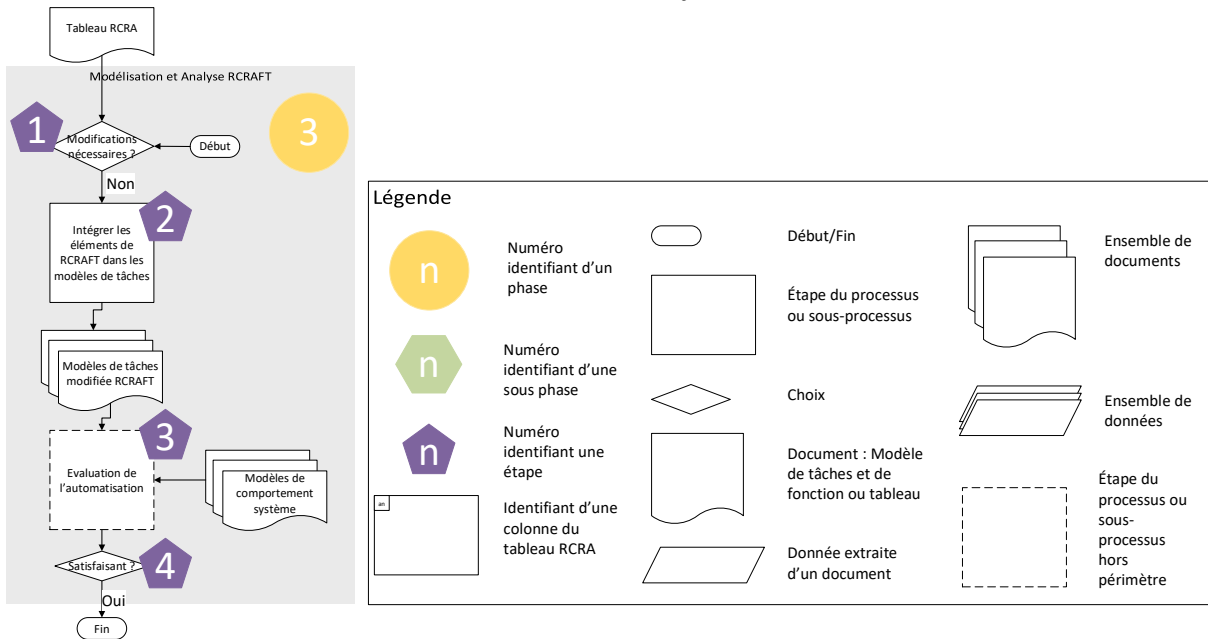 Tableau RCRA
Modélisation et Analyse RCRAFT
1
Modifications
nécessaires ?
Début
3
Non
2
Intégrer les
éléments de
RCRAFT dans les
modèles de tâches
Modèles de tâches
modifiée RCRAFT
3
Evaluation de
l'automatisation
Modèles de
comportement
système
Satisfaisant ?
4
Oui
Fin
Légende
n
Numéro
identifiant d'un
phase
n
Numéro
identifiant d'une
sous phase
n
Numéro
identifiant une
étape
an
Identifiant d'une
colonne du
tableau RCRA
Début/Fin
Étape du processus
ou sous-processus
Choix
Document : Modèle
de tâches et de
fonction ou tableau
Donnée extraite
d'un document
Ensemble de
documents
Ensemble de
données
Étape du
processus ou
sous-
processus
hors
périmètre